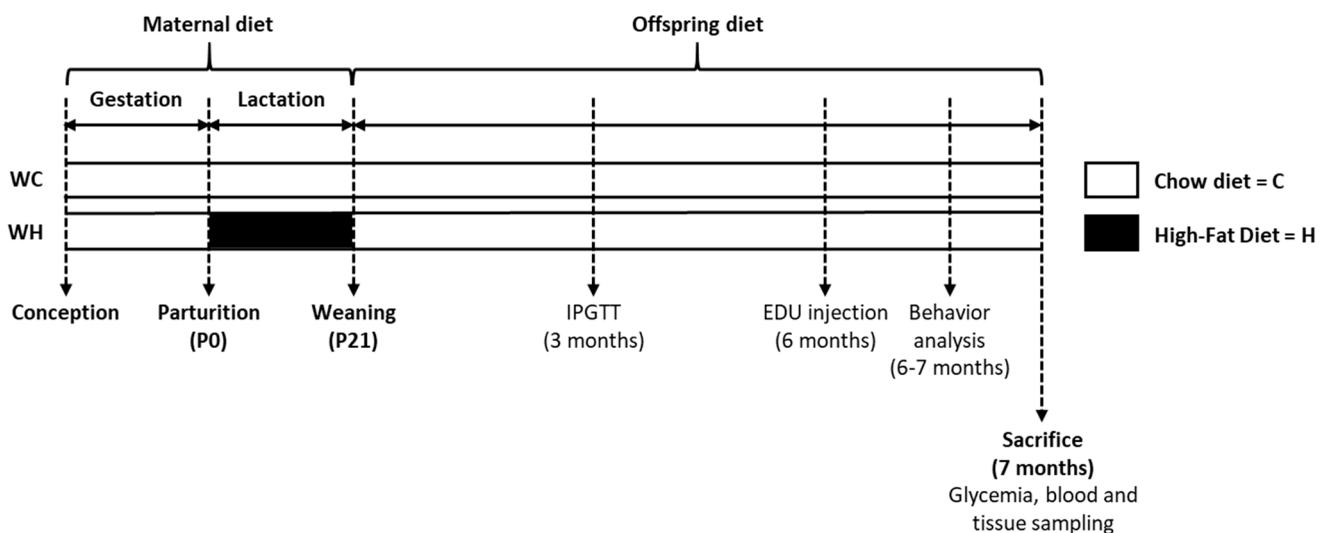 Maternal diet
Offspring diet
Gestation
Lactation
WC
WH
Chow diet = C
High-Fat Diet = H
Conception
Parturition
(P0)
Weaning
(P21)
IPGTT
(3 months)
EDU injection
(6 months)
Behavior
analysis
(6-7 months)
Sacrifice
(7 months)
Glycemia, blood and
tissue sampling